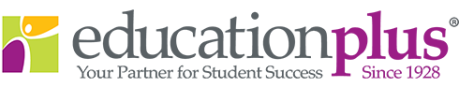 educationplus®
Your Partner for Student Success Since 1928